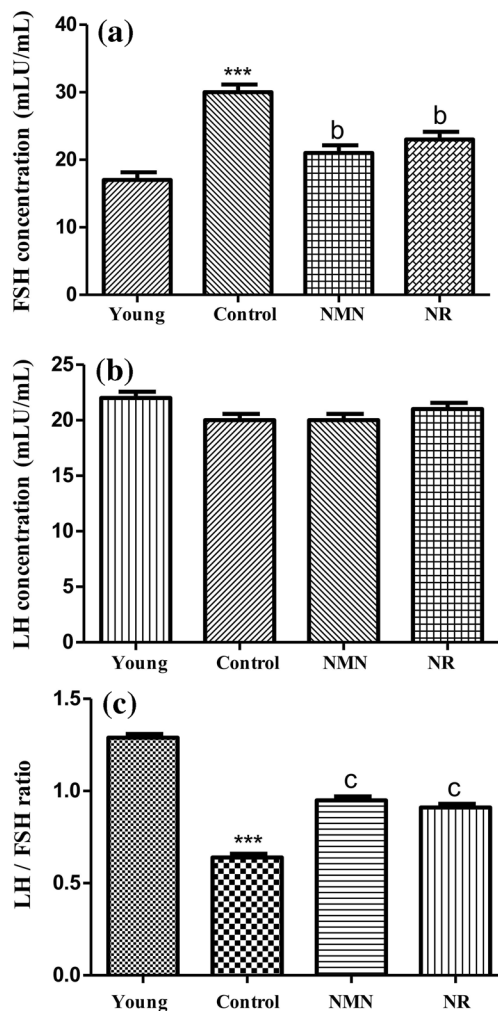 (a)
FSH concentration (mLU/mL)
40
30
20
10
0
***
b
b
Young Control NMN NR
(b)
LH concentration (mLU/mL)
25
20
15
10
5
0
Young Control NMN NR
(c)
LH / FSH ratio
1.5
1.0
0.5
0.0
***
c
c
Young Control NMN NR